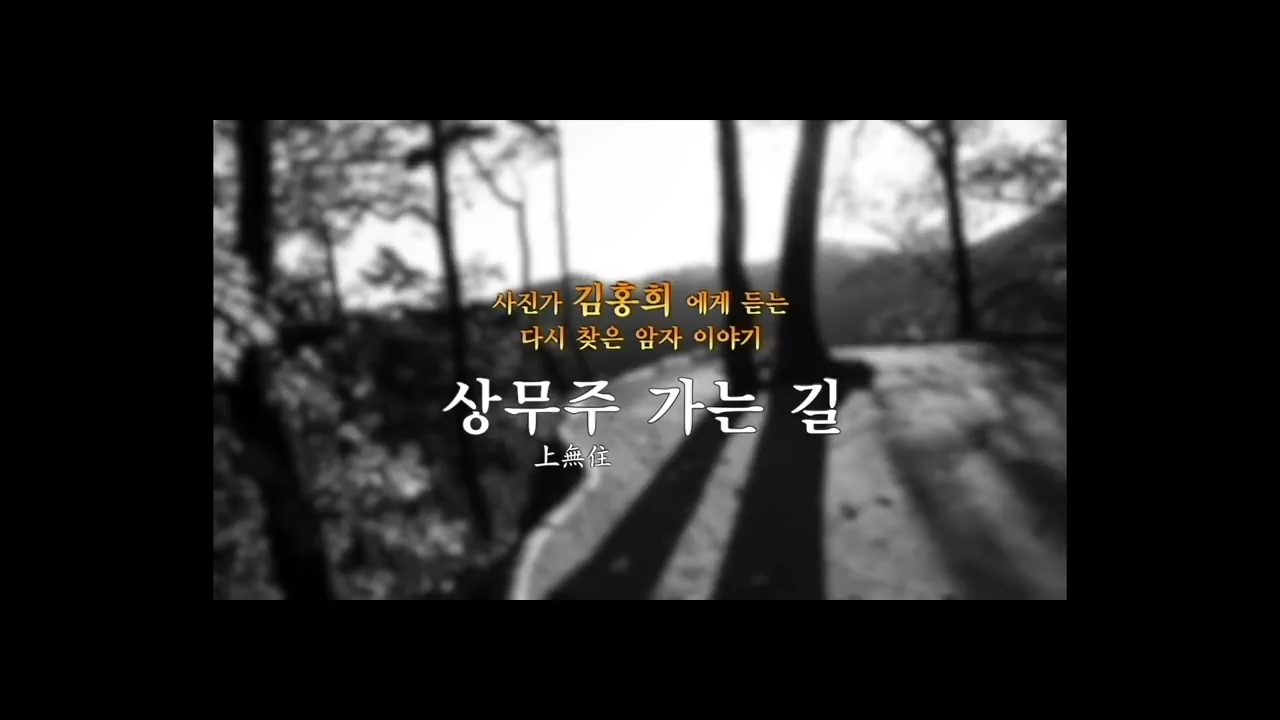 사진가 김홍희 에게 듣는
다시 찾은 암자 이야기
상무주 가는 길
上無住